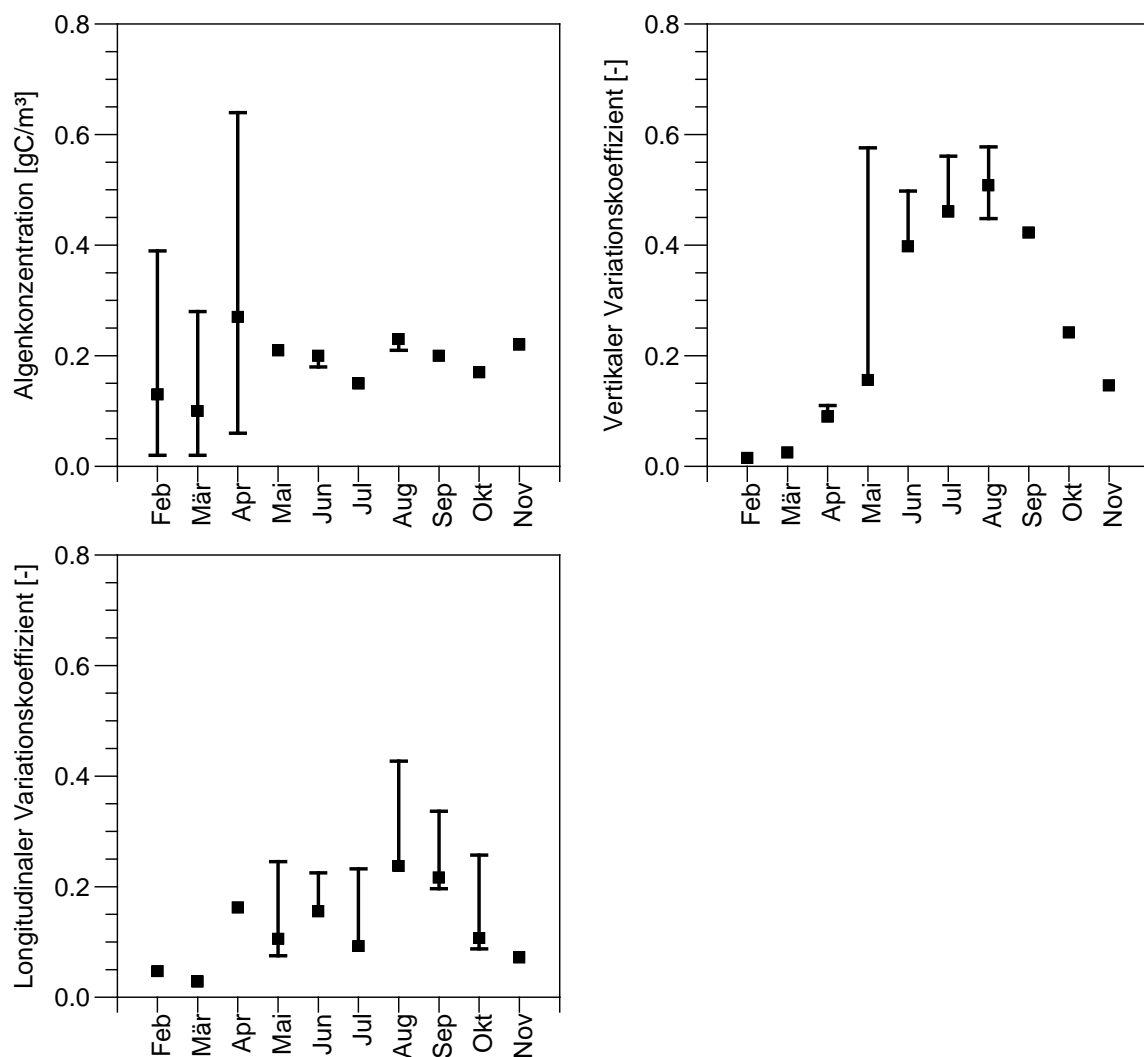 Algenkonzentration [gC/m³]
0.8
0.6
0.4
0.2
0.0
Feb
Mär
Apr
Mai
Jun
Jul
Aug
Sep
Okt
Nov
Vertikaler Variationskoeffizient [-]
0.8
0.6
0.4
0.2
0.0
Feb
Mär
Apr
Mai
Jun
Jul
Aug
Sep
Okt
Nov
Longitudinaler Variationskoeffizient [-]
0.8
0.6
0.4
0.2
0.0
Feb
Mär
Apr
Mai
Jun
Jul
Aug
Sep
Okt
Nov